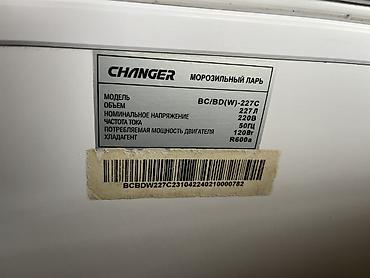 CHANGER МОРОЗИЛЬНЫЙ ЛАРЬ
МОДЕЛЬ BC/BD(W)-227C
ОБЪЕМ 227Л
НОМИНАЛЬНОЕ НАПРЯЖЕНИЕ 220В
ЧАСТОТА ТОКА 50ГЦ
ПОТРЕБЛЯЕМАЯ МОЩНОСТЬ ДВИГАТЕЛЯ 120Вт
ХЛАДАГЕНТ R600a
BCBDW227C231042240210000782